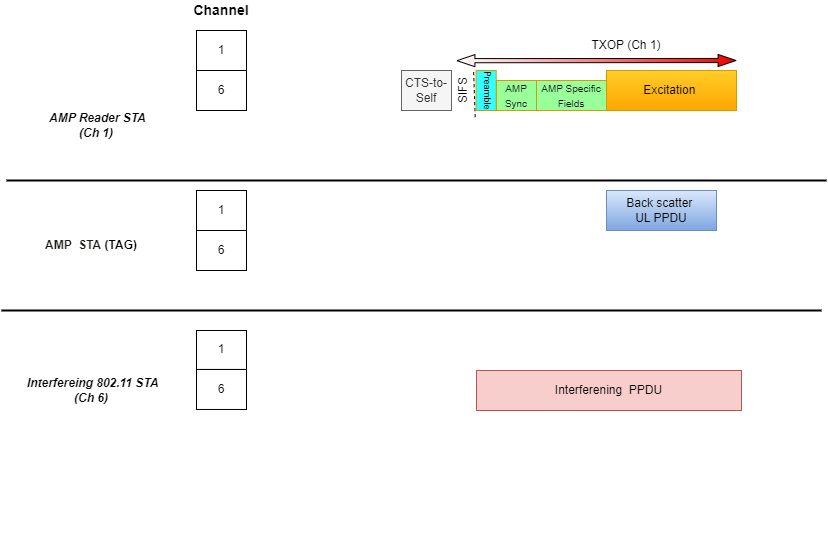 Channel
TXOP (Ch 1)
1
6
CTS-to-
Self
SIFS
Preamble
AMP
Sync
AMP Specific
Fields
Excitation
AMP Reader STA
(Ch 1)
1
6
Back scatter
UL PPDU
AMP  STA (TAG)
1
6
Interfereing 802.11 STA
(Ch 6)
Interferening  PPDU